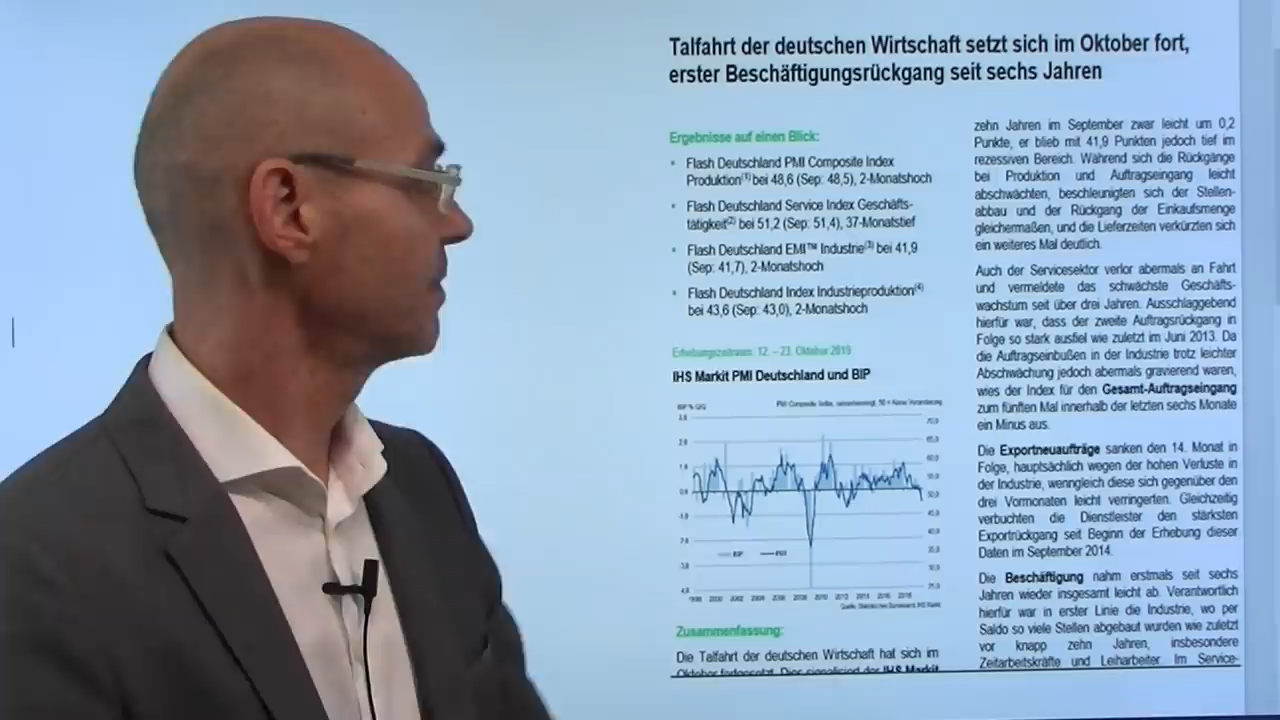 Talfahrt der deutschen Wirtschaft setzt sich im Oktober fort,
erster Beschäftigungsrückgang seit sechs Jahren
Ergebnisse auf einen Blick:
Flash Deutschland PMI Composite Index
Produktion(1) bei 48,6 (Sep: 48,5), 2-Monatshoch
Flash Deutschland Service Index Geschäfts-
tätigkeit(2) bei 51,2 (Sep: 51,4), 37-Monatstief
Flash Deutschland EMI™ Industrie(3) bei 41,9
(Sep: 41,7), 2-Monatshoch
Flash Deutschland Index Industrieproduktion(4)
bei 43,6 (Sep: 43,0), 2-Monatshoch
Erhebungszeitraum: 12. – 23. Oktober 2019
IHS Markit PMI Deutschland und BIP
BIP
PMI
Zusammenfassung:
Die Talfahrt der deutschen Wirtschaft hat sich im
Oktober fortgesetzt. Dies signalisiert der IHS Markit
zehn Jahren im September zwar leicht um 0,2
Punkte, er blieb mit 41,9 Punkten jedoch tief im
rezessiven Bereich. Während sich die Rückgänge
bei Produktion und Auftragseingang leicht
abschwächten, beschleunigten sich der Stellen-
abbau und der Rückgang der Einkaufsmenge
gleichermaßen, und die Lieferzeiten verkürzten sich
ein weiteres Mal deutlich.
Auch der Servicesektor verlor abermals an Fahrt
und vermeldete das schwächste Geschäfts-
wachstum seit über drei Jahren. Ausschlaggebend
hierfür war, dass der zweite Auftragsrückgang in
Folge so stark ausfiel wie zuletzt im Juni 2013. Da
die Auftragseinbußen in der Industrie trotz leichter
Abschwächung jedoch abermals gravierend waren,
wies der Index für den Gesamt-Auftragseingang
zum fünften Mal innerhalb der letzten sechs Monate
ein Minus aus.
Die Exportneuaufträge sanken den 14. Monat in
Folge, hauptsächlich wegen der hohen Verluste in
der Industrie, wenngleich diese sich gegenüber den
drei Vormonaten leicht verringerten. Gleichzeitig
verbuchten die Dienstleister den stärksten
Exportrückgang seit Beginn der Erhebung dieser
Daten im September 2014.
Die Beschäftigung nahm erstmals seit sechs
Jahren wieder insgesamt leicht ab. Verantwortlich
hierfür war in erster Linie die Industrie, wo per
Saldo so viele Stellen abgebaut wurden wie zuletzt
vor knapp zehn Jahren, insbesondere
Zeitarbeitskräfte und Leiharbeiter. Im Service-